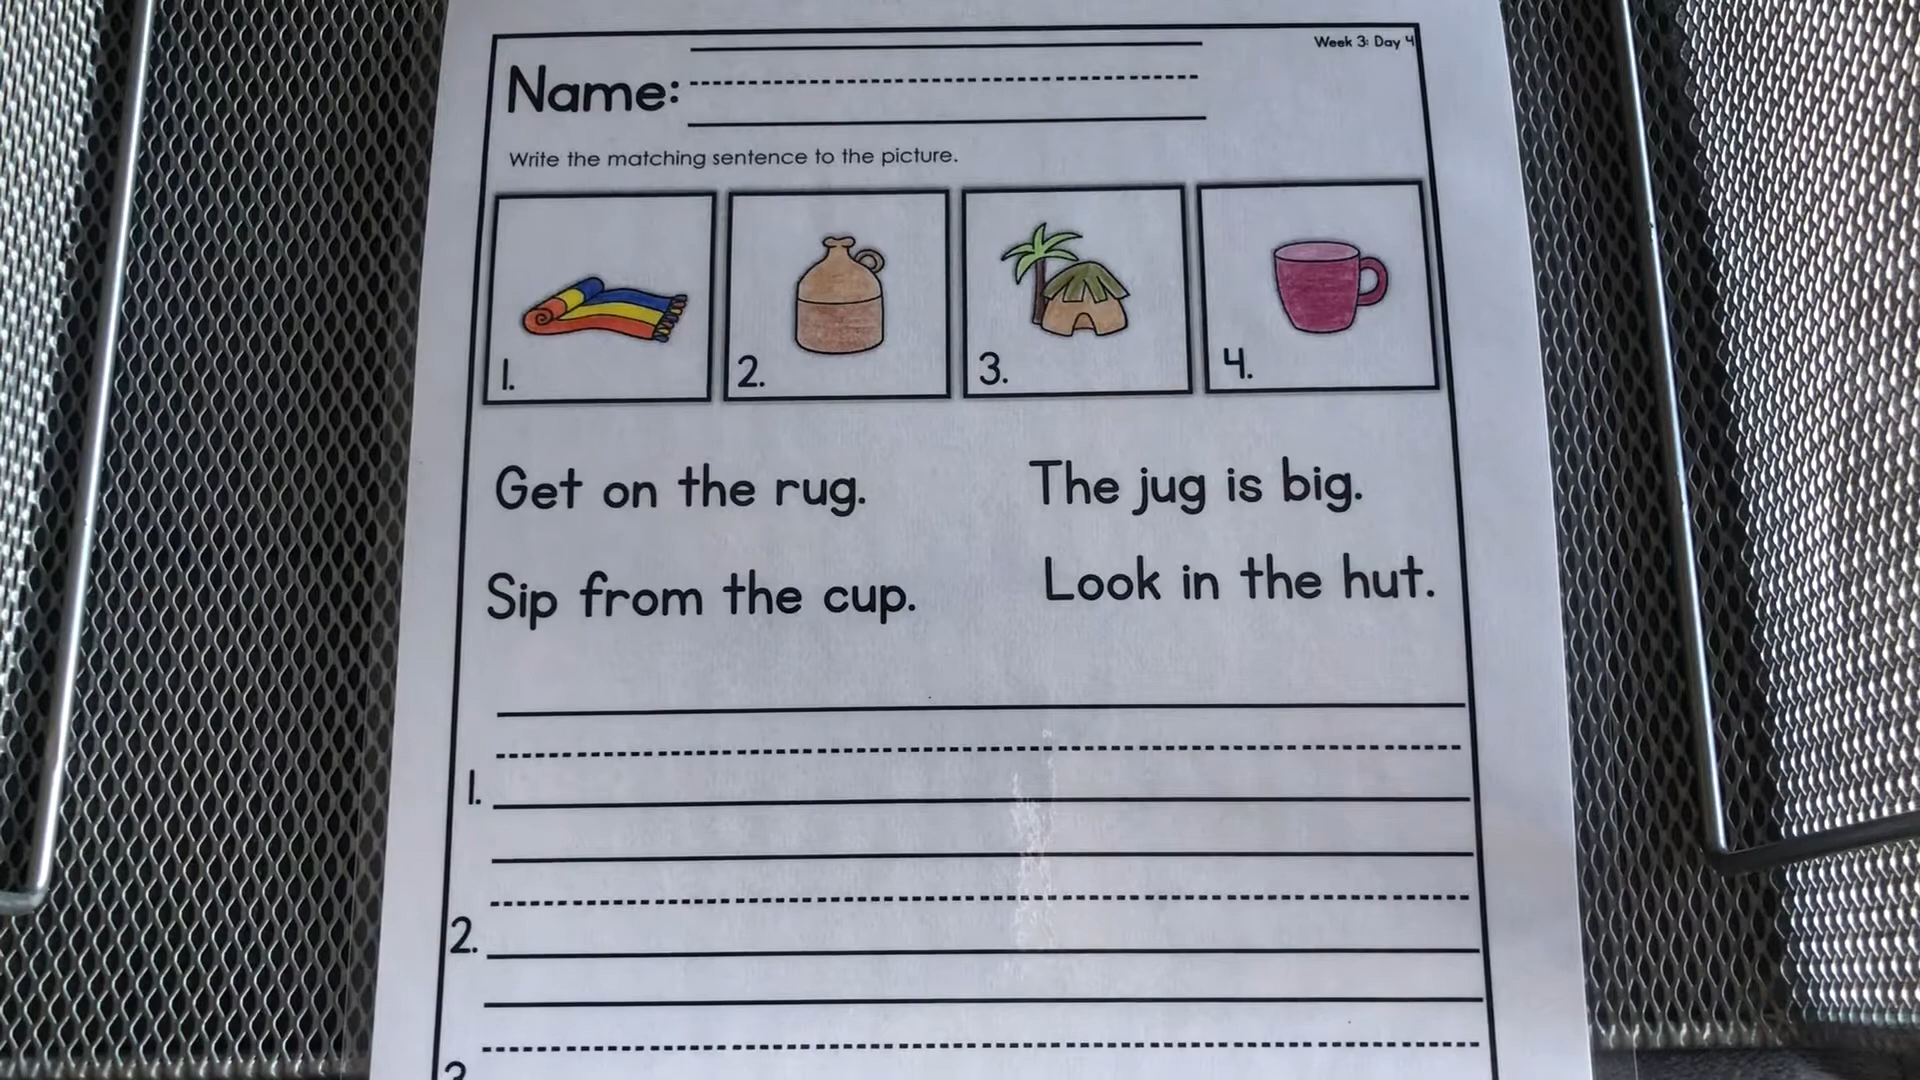 Week 3: Day 4
Name:
Write the matching sentence to the picture.
1.
2.
3.
4.
Get on the rug.
The jug is big.
Sip from the cup.
Look in the hut.
1.
2.
3.